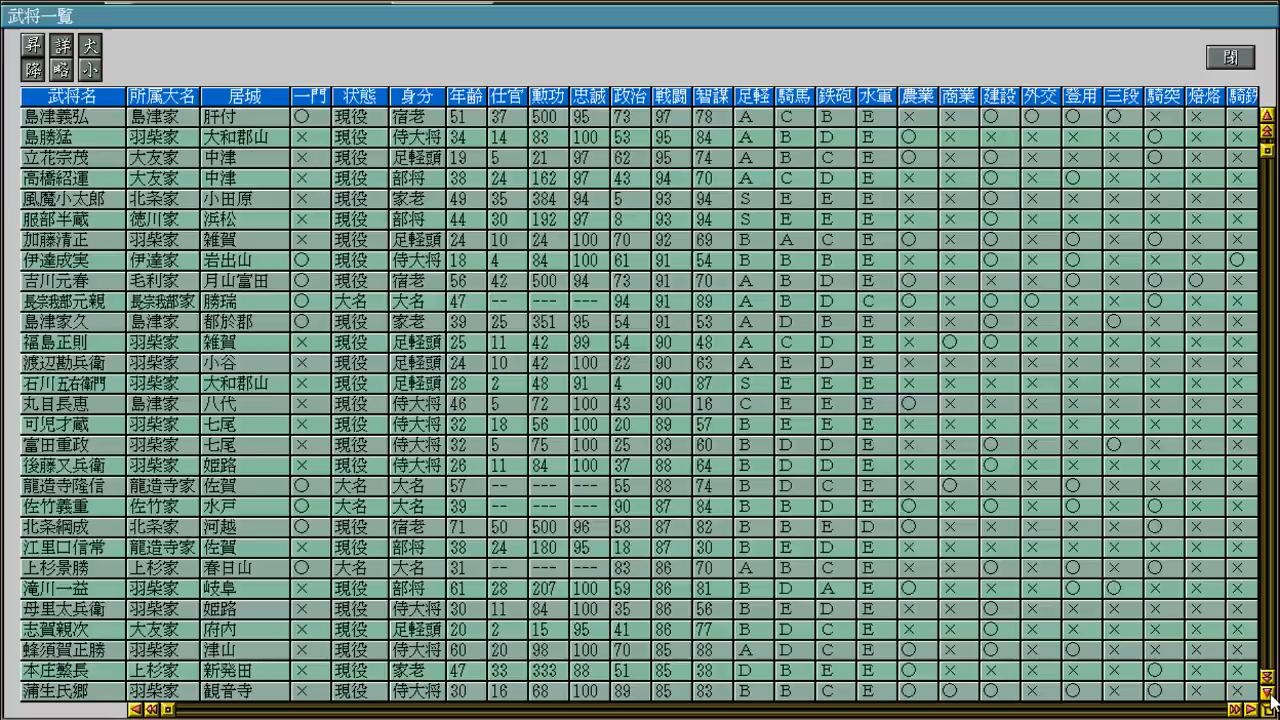 武将一覧
昇 詳 大
降 略 小
閉
武将名 所属大名 居城 一門 状態 身分 年齢 仕官 勲功 忠誠 政治 戦闘 智謀 足軽 騎馬 鉄砲 水軍 農業 商業 建設 外交 登用 三段 騎突 焙烙 騎鉄
島津義弘 島津家 肝付 ○ 現役 宿老 51 37 500 95 73 97 78 A C B E × × ○ ○ ○ ○ × × ×
島勝猛 羽柴家 大和郡山 × 現役 侍大将 34 14 83 100 53 95 84 A B D E ○ × × × × × ○ × ×
立花宗茂 大友家 中津 × 現役 足軽頭 19 5 21 97 62 95 74 A B C E × × ○ × × × ○ × ×
高橋紹運 大友家 中津 × 現役 部将 38 24 162 97 43 94 70 A C D E × × ○ × ○ × × × ×
風魔小太郎 北条家 小田原 × 現役 家老 49 35 384 94 5 93 94 S E E E × × ○ × × × × × ×
服部半蔵 徳川家 浜松 × 現役 部将 44 30 192 97 8 93 94 S E E E × × ○ × × × × × ×
加藤清正 羽柴家 雑賀 × 現役 足軽頭 24 10 24 100 70 92 69 B A C E ○ × ○ × ○ × ○ × ×
伊達成実 伊達家 岩出山 ○ 現役 侍大将 18 4 84 100 61 91 54 B B B E × × ○ × × × × × ○
吉川元春 毛利家 月山富田 ○ 現役 宿老 56 42 500 94 73 91 70 A B D E ○ × × × ○ × ○ ○ ×
長宗我部元親 長宗我部家 勝瑞 ○ 大名 大名 47 -- --- --- 94 91 89 A B D C ○ × ○ ○ × × ○ × ×
島津家久 島津家 都於郡 ○ 現役 家老 39 25 351 95 54 91 53 A D B E × × ○ × × ○ × × ×
福島正則 羽柴家 雑賀 × 現役 足軽頭 25 11 42 99 54 90 48 A C D E × ○ ○ × ○ × × × ×
渡辺勘兵衛 羽柴家 小谷 × 現役 足軽頭 24 10 42 100 22 90 63 A E D E × × × × × × × × ×
石川五右衛門 羽柴家 大和郡山 × 現役 足軽頭 28 2 48 91 4 90 87 S E E E × × × × × × × × ×
丸目長恵 島津家 八代 × 現役 侍大将 46 5 72 100 43 90 16 C E E E ○ × × × × × × × ×
可児才蔵 羽柴家 七尾 × 現役 侍大将 32 18 56 100 20 89 57 B E E E × × × × × × × × ×
富田重政 羽柴家 七尾 × 現役 侍大将 32 5 75 100 25 89 60 B D D E × × ○ × × ○ × × ×
後藤又兵衛 羽柴家 姫路 × 現役 侍大将 26 11 84 100 37 88 64 B D D E × × ○ × × × × × ×
龍造寺隆信 龍造寺家 佐賀 ○ 大名 大名 57 -- --- --- 55 88 74 B D C E × ○ × × ○ × × × ×
佐竹義重 佐竹家 水戸 ○ 大名 大名 39 -- --- --- 90 87 84 B B D E ○ × ○ × ○ × ○ × ×
北条綱成 北条家 河越 ○ 現役 宿老 71 50 500 96 58 87 82 B B E D ○ × × × × × ○ × ×
江里口信常 龍造寺家 佐賀 × 現役 部将 38 24 180 95 18 87 30 B E D E × × × × × × × × ×
上杉景勝 上杉家 春日山 ○ 大名 大名 31 -- --- --- 83 86 70 A B C E × × ○ × ○ × ○ × ×
滝川一益 羽柴家 岐阜 × 現役 部将 61 28 207 100 59 86 81 B D A E ○ × × × ○ ○ × × ×
母里太兵衛 羽柴家 姫路 × 現役 侍大将 30 11 84 100 35 86 56 B E D E × × ○ × × × × × ×
志賀親次 大友家 府内 × 現役 足軽頭 20 2 15 95 41 86 77 B D C E × × ○ × × × × × ×
蜂須賀正勝 羽柴家 津山 × 現役 侍大将 60 20 98 100 70 85 88 A D C E ○ × ○ × ○ × × × ×
本庄繁長 上杉家 新発田 × 現役 家老 47 33 333 88 51 85 38 D B E E ○ × × × × × ○ × ×
蒲生氏郷 羽柴家 観音寺 × 現役 侍大将 30 16 68 100 89 85 83 B B C E ○ ○ ○ × ○ × ○ × ×